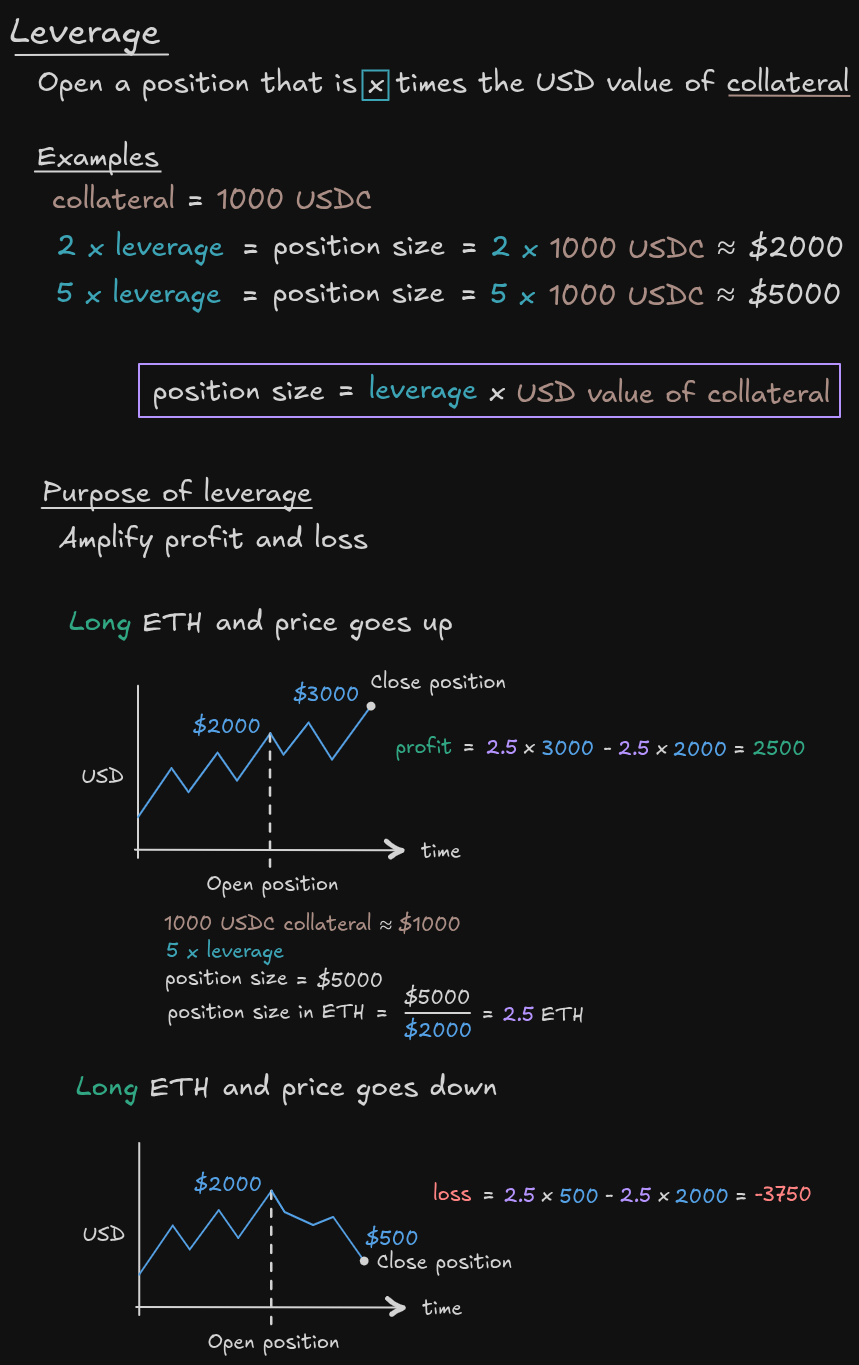 Leverage
Open a position that is x times the USD value of collateral
Examples
collateral = 1000 USDC
2 x leverage = position size = 2 x 1000 USDC ≈ $2000
5 x leverage = position size = 5 x 1000 USDC ≈ $5000
position size = leverage x USD value of collateral
Purpose of leverage
Amplify profit and loss
Long ETH and price goes up
Close position
$3000
$2000
profit = 2.5 x 3000 - 2.5 x 2000 = 2500
USD
time
Open position
1000 USDC collateral ≈ $1000
5 x leverage
position size = $5000
position size in ETH = $5000 / $2000 = 2.5 ETH
Long ETH and price goes down
$2000
loss = 2.5 x 500 - 2.5 x 2000 = -3750
USD
$500
Close position
time
Open position